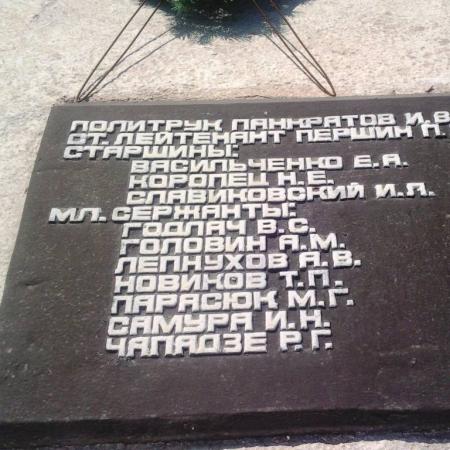 ПОЛИТРУК ПАНКРАТОВ И.В
СТ. ЛЕЙТЕНАНТ ПЕРШИН П.
СТАРШИНЫ:
ВАСИЛЬЧЕНКО Е.А.
КОРОПЕЦ Н.Е.
СЛАВИКОВСКИЙ И.П.
МЛ. СЕРЖАНТЫ:
ГОДЛАЧ В.С.
ГОЛОВИН А.М.
ЛЕПНУХОВ А.В.
НОВИКОВ Т.П.
ПАРАСЮК М.Г.
САМУРА И.Н.
ЧАПАДЗЕ Р.Г.